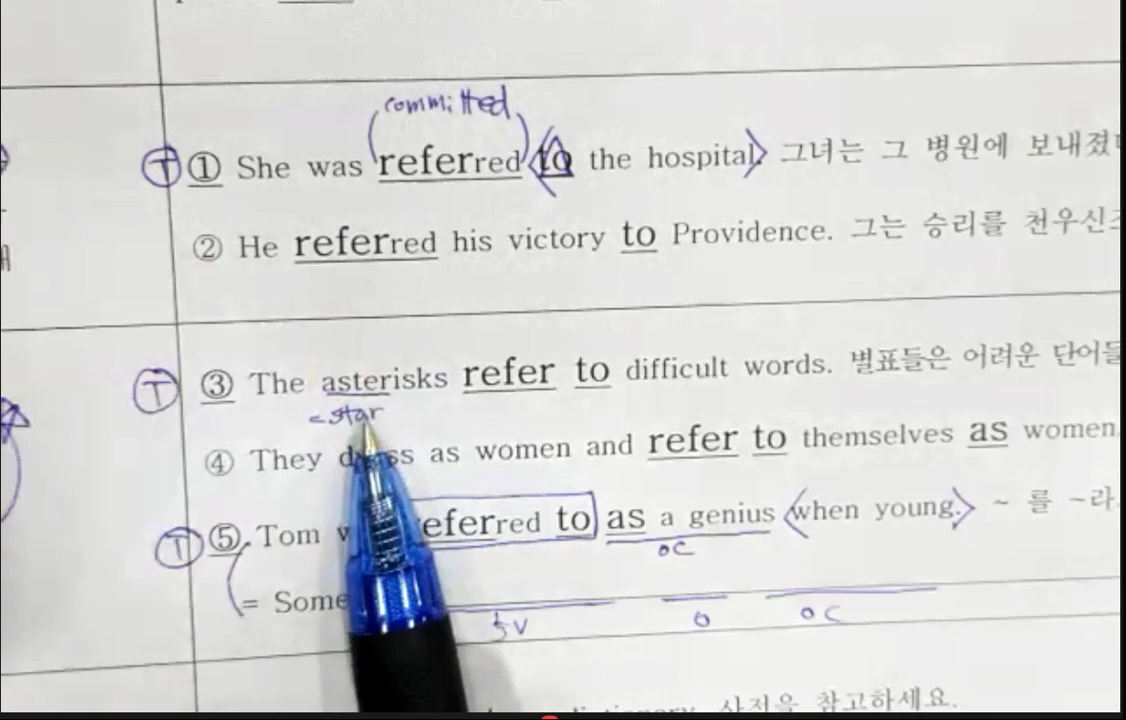 committed
Ⓣ ① She was referred to the hospital. 그녀는 그 병원에 보내졌
② He referred his victory to Providence. 그는 승리를 천우신조
Ⓣ ③ The asterisks refer to difficult words. 별표들은 어려운 단어들
= star
④ They dress as women and refer to themselves as women.
Ⓣ ⑤ Tom referred to as a genius when young. ~ 를 ~라
OC
= Some
5V O OC
사전을 참고하세요.